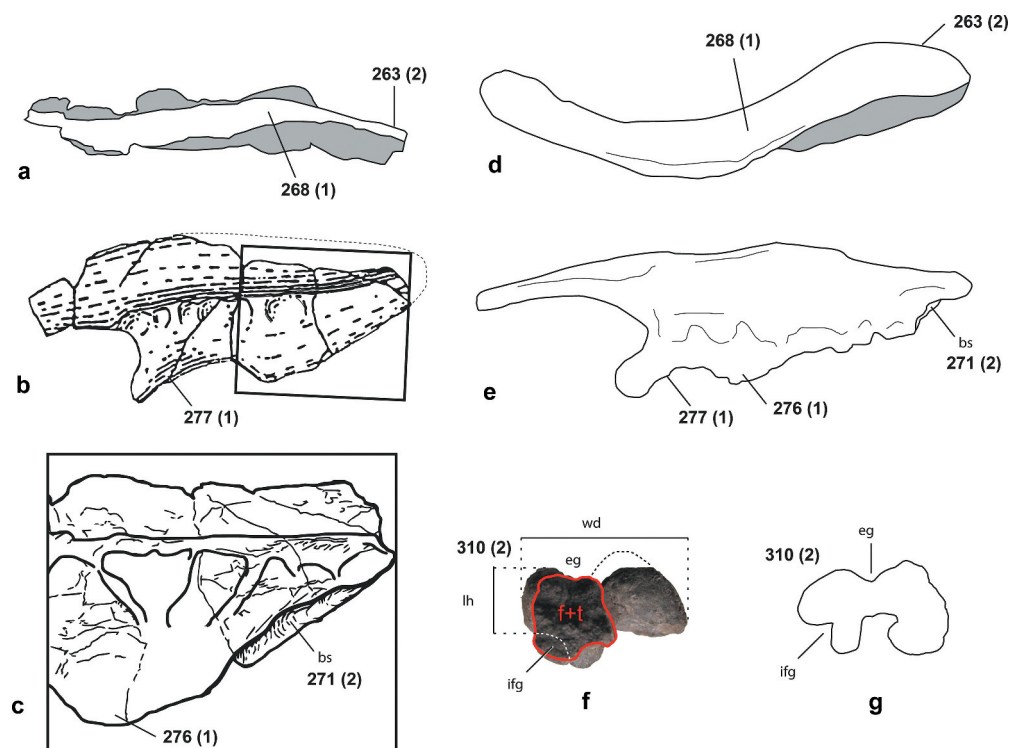 263 (2)
268 (1)
a
263 (2)
268 (1)
d
277 (1)
b
bs
271 (2)
276 (1)
277 (1)
e
bs
271 (2)
276 (1)
c
wd
310 (2)
eg
lh
f+t
ifg
f
eg
310 (2)
ifg
g